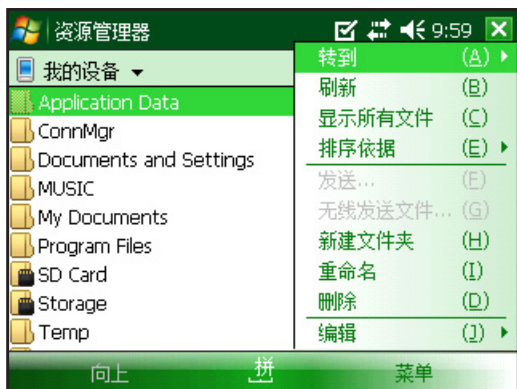 资源管理器 9:59
我的设备
Application Data
ConnMgr
Documents and Settings
MUSIC
My Documents
Program Files
SD Card
Storage
Temp
转到 (A)
刷新 (B)
显示所有文件 (C)
排序依据 (E)
发送... (F)
无线发送文件... (G)
新建文件夹 (H)
重命名 (I)
删除 (D)
编辑 (J)
向上 拼 菜单